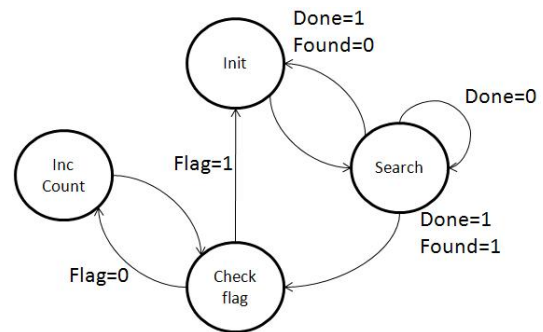 Done=1
Found=0
Init
Done=0
Inc
Count
Flag=1
Search
Done=1
Found=1
Flag=0
Check
flag